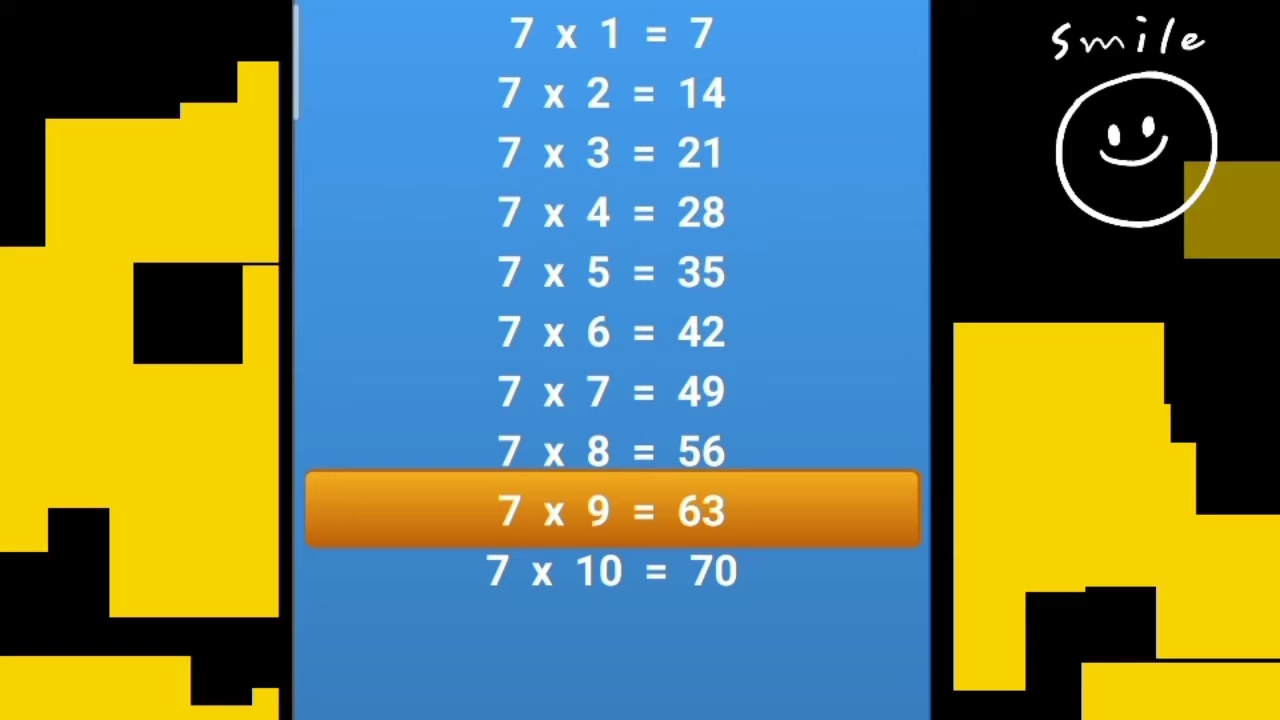 7 x 1 = 7
7 x 2 = 14
7 x 3 = 21
7 x 4 = 28
7 x 5 = 35
7 x 6 = 42
7 x 7 = 49
7 x 8 = 56
7 x 9 = 63
7 x 10 = 70
smile